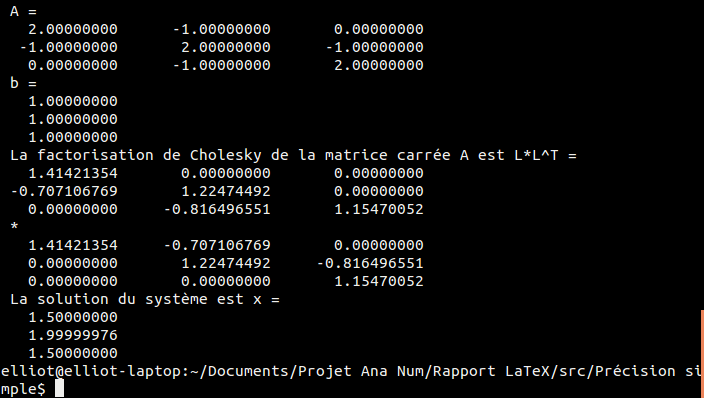 A =
2.00000000 -1.00000000 0.00000000
-1.00000000 2.00000000 -1.00000000
0.00000000 -1.00000000 2.00000000
b =
1.00000000
1.00000000
1.00000000
La factorisation de Cholesky de la matrice carrée A est L*L^T =
1.41421354 0.00000000 0.00000000
-0.707106769 1.22474492 0.00000000
0.00000000 -0.816496551 1.15470052
*
1.41421354 -0.707106769 0.00000000
0.00000000 1.22474492 -0.816496551
0.00000000 0.00000000 1.15470052
La solution du système est x =
1.50000000
1.99999976
1.50000000
elliot@elliot-laptop:~/Documents/Projet Ana Num/Rapport LaTeX/src/Précision si
mple$